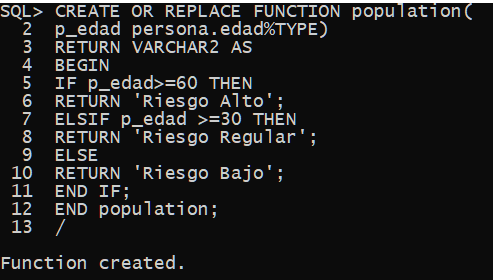 SQL> CREATE OR REPLACE FUNCTION population(
2 p_edad persona.edad%TYPE)
3 RETURN VARCHAR2 AS
4 BEGIN
5 IF p_edad>=60 THEN
6 RETURN 'Riesgo Alto';
7 ELSIF p_edad >=30 THEN
8 RETURN 'Riesgo Regular';
9 ELSE
10 RETURN 'Riesgo Bajo';
11 END IF;
12 END population;
13 /
Function created.